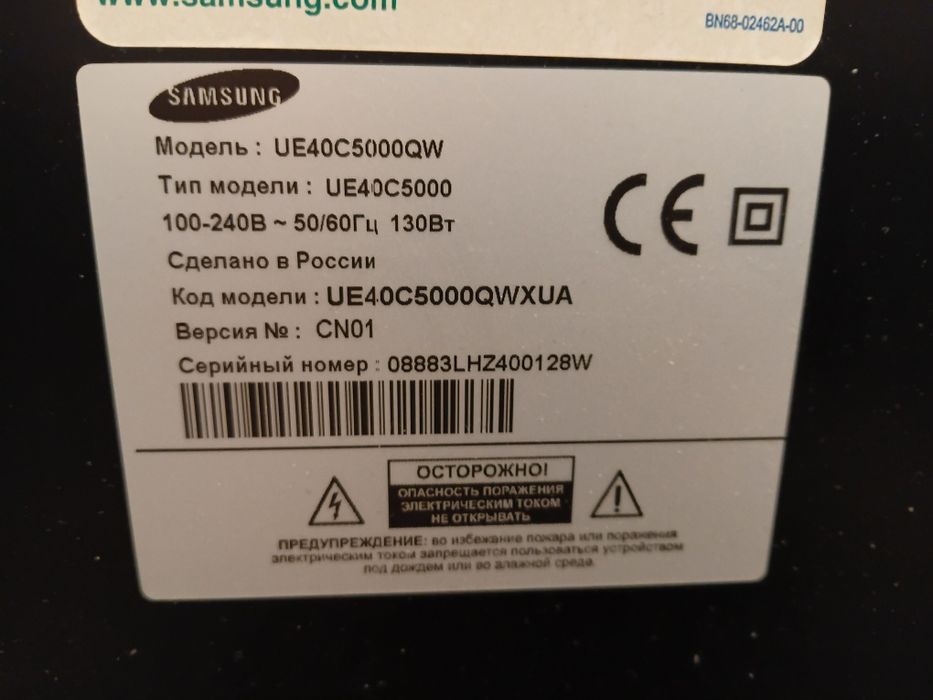 www.samsung.com
BN68-02462A-00
SAMSUNG
Модель : UE40C5000QW
Тип модели : UE40C5000
100-240В ~ 50/60Гц 130Вт
Сделано в России
Код модели : UE40C5000QWXUA
Версия № : CN01
Серийный номер : 08883LHZ400128W
CE
ОСТОРОЖНО!
ОПАСНОСТЬ ПОРАЖЕНИЯ
ЭЛЕКТРИЧЕСКИМ ТОКОМ
НЕ ОТКРЫВАТЬ
ПРЕДУПРЕЖДЕНИЕ: во избежание пожара или поражения
электрическим током запрещается пользоваться устройством
под дождем или во влажной среде.